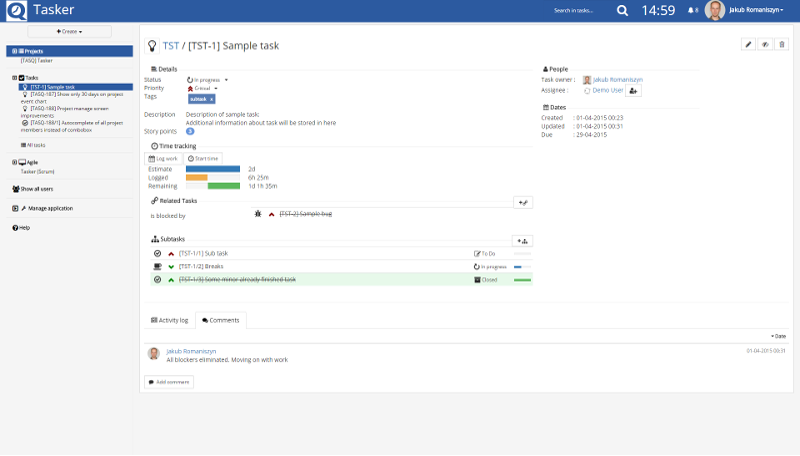 Tasker
Search in tasks...
14:59
8
Jakub Romaniszyn
Create
Projects
[TASQ] Tasker
Tasks
[TST-1] Sample task
[TASQ-187] Show only 30 days on project
event chart
[TASQ-188] Project manage screen
improvements
[TASQ-188/1] Autocomplete of all project
members instead of combobox
All tasks
Agile
Tasker (Scrum)
Show all users
Manage application
Help
TST / [TST-1] Sample task
Details
Status
In progress
Priority
Critical
Tags
subtask x
Description
Description of sample task.
Additional information about task will be stored in here
Story points
3
Time tracking
Log work
Start time
Estimate
2d
Logged
6h 25m
Remaining
1d 1h 35m
Related Tasks
is blocked by
[TST-2] Sample bug
Subtasks
[TST-1/1] Sub task
To Do
[TST-1/2] Breaks
In progress
[TST-1/3] Some minor already finished task
Closed
People
Task owner :
Jakub Romaniszyn
Assignee :
Demo User
Dates
Created : 01-04-2015 00:23
Updated : 01-04-2015 00:31
Due : 29-04-2015
Activity log
Comments
Date
Jakub Romaniszyn
01-04-2015 00:31
All blockers eliminated. Moving on with work
Add comment